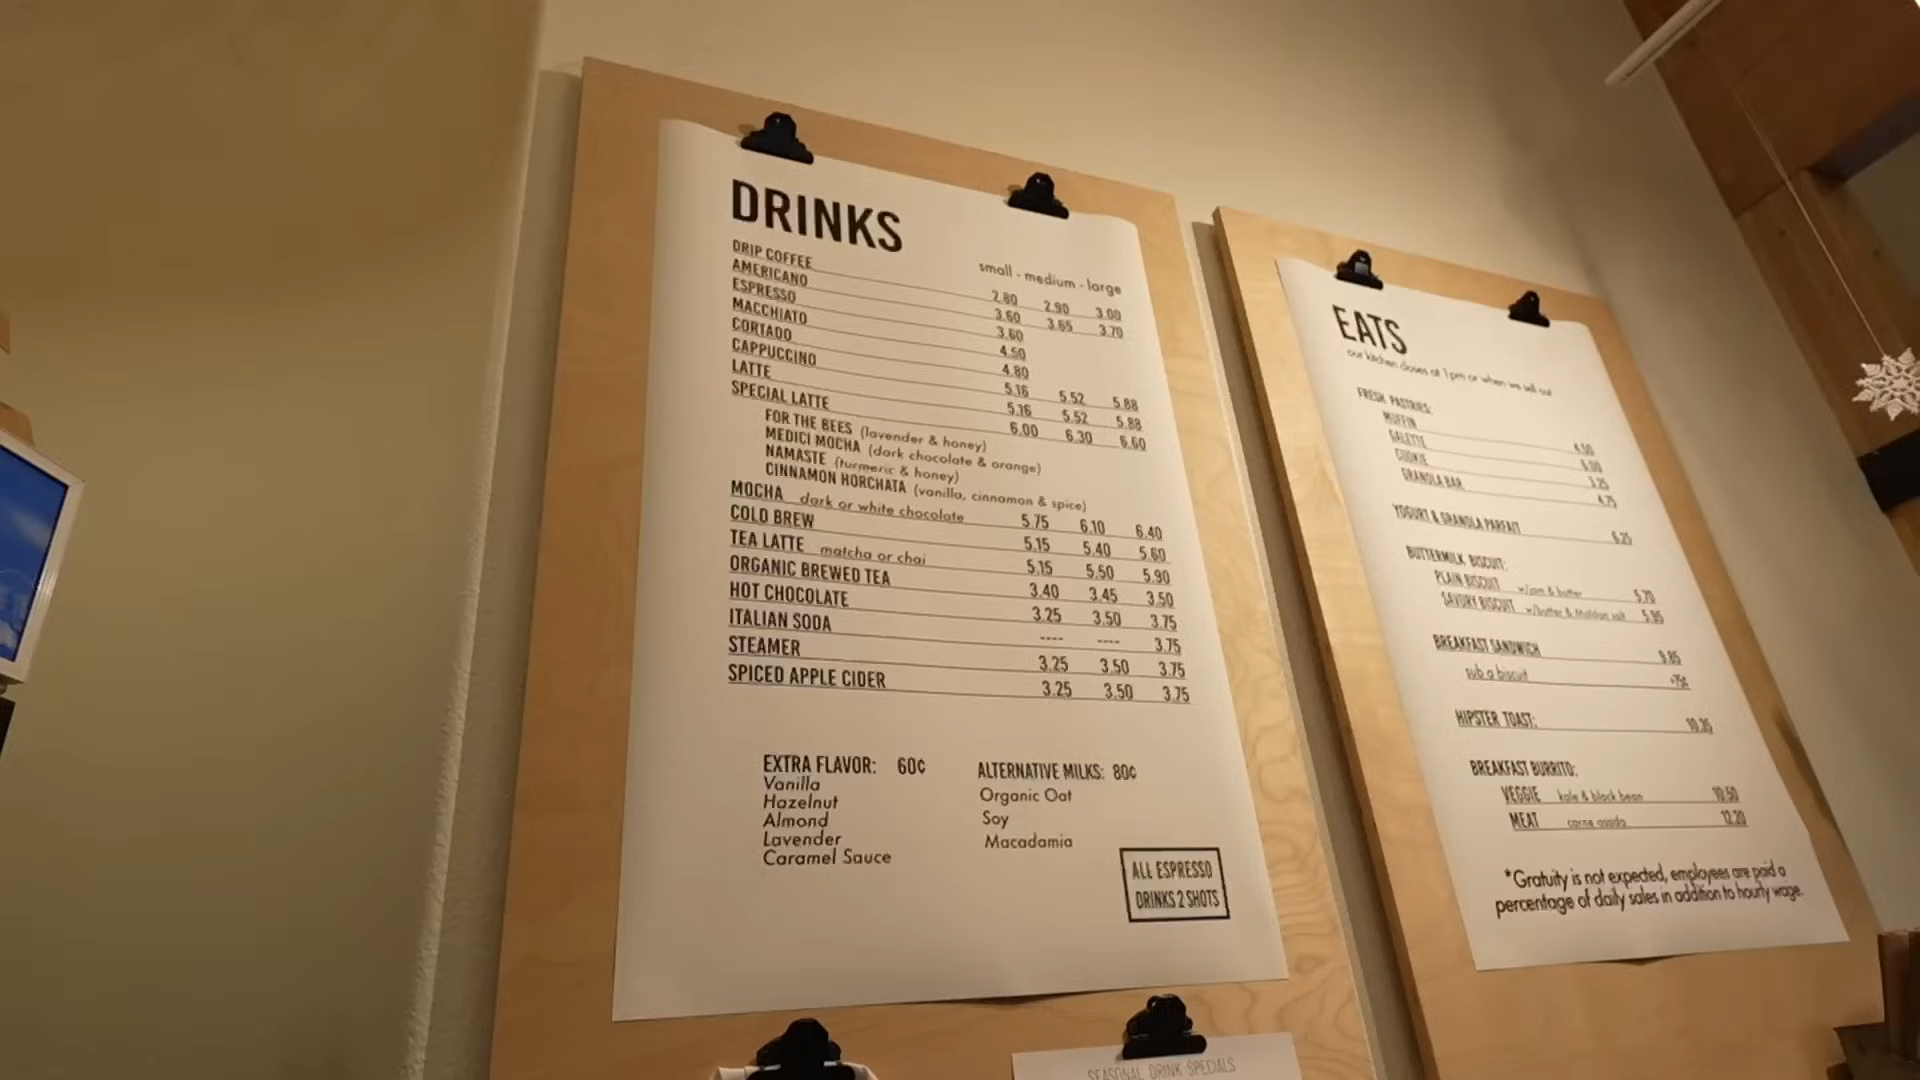 DRINKS
small - medium - large
DRIP COFFEE 2.80 2.90 3.00
AMERICANO 3.60 3.65 3.70
ESPRESSO 3.60
MACCHIATO 4.50
CORTADO 4.80
CAPPUCCINO 5.16 5.52 5.88
LATTE 5.16 5.52 5.88
SPECIAL LATTE 6.00 6.30 6.60
FOR THE BEES (lavender & honey)
MEDICI MOCHA (dark chocolate & orange)
NAMASTE (turmeric & honey)
CINNAMON HORCHATA (vanilla, cinnamon & spice)
MOCHA dark or white chocolate 5.75 6.10 6.40
COLD BREW 5.15 5.40 5.60
TEA LATTE matcha or chai 5.15 5.50 5.90
ORGANIC BREWED TEA 3.40 3.45 3.50
HOT CHOCOLATE 3.25 3.50 3.75
ITALIAN SODA ---- ---- 3.75
STEAMER 3.25 3.50 3.75
SPICED APPLE CIDER 3.25 3.50 3.75
EXTRA FLAVOR: 60¢
Vanilla
Hazelnut
Almond
Lavender
Caramel Sauce
ALTERNATIVE MILKS: 80¢
Organic Oat
Soy
Macadamia
ALL ESPRESSO
DRINKS 2 SHOTS
SEASONAL DRINK SPECIALS
EATS
our kitchen closes at 1pm or when we sell out
FRESH PASTRIES:
MUFFIN 4.50
GALETTE 6.00
COOKIE 3.25
GRANOLA BAR 4.75
YOGURT & GRANOLA PARFAIT 6.25
BUTTERMILK BISCUIT:
PLAIN BISCUIT w/jam & butter 5.70
SAVORY BISCUIT w/butter & Maldon salt 5.95
BREAKFAST SANDWICH 9.85
sub a biscuit +75¢
HIPSTER TOAST: 10.35
BREAKFAST BURRITO:
VEGGIE kale & black bean 10.50
MEAT carne asada 12.20
*Gratuity is not expected, employees are paid a
percentage of daily sales in addition to hourly wage.